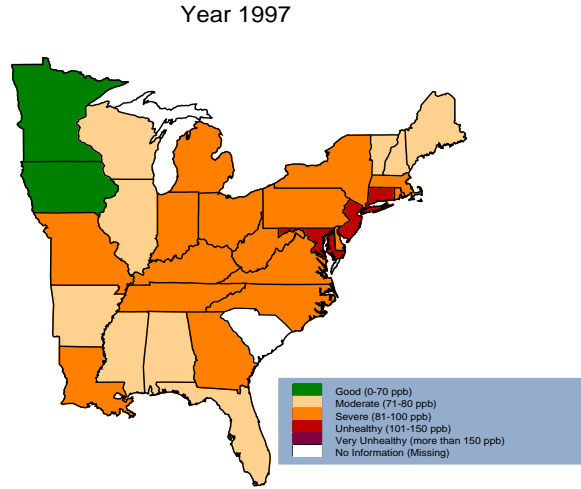 Year 1997
Good (0-70 ppb)
Moderate (71-80 ppb)
Severe (81-100 ppb)
Unhealthy (101-150 ppb)
Very Unhealthy (more than 150 ppb)
No Information (Missing)